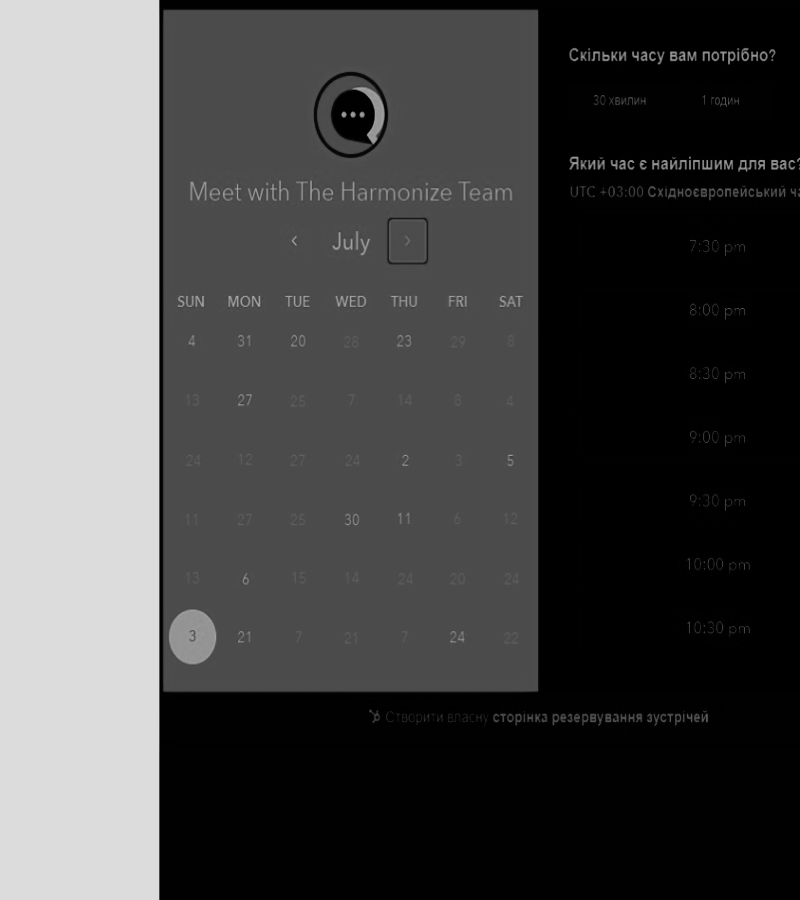 Meet with The Harmonize Team
July
SUN MON TUE WED THU FRI SAT
4 31 20 28 23 29 8
13 27 25 7 14 8 4
24 12 27 24 2 3 5
11 27 25 30 11 6 12
13 6 15 14 24 20 24
3 21 7 21 7 24 22
Скільки часу вам потрібно?
30 хвилин 1 годин
Який час є найліпшим для вас?
UTC +03:00 Східноєвропейський ча
7:30 pm
8:00 pm
8:30 pm
9:00 pm
9:30 pm
10:00 pm
10:30 pm
Створити власну сторінка резервування зустрічей